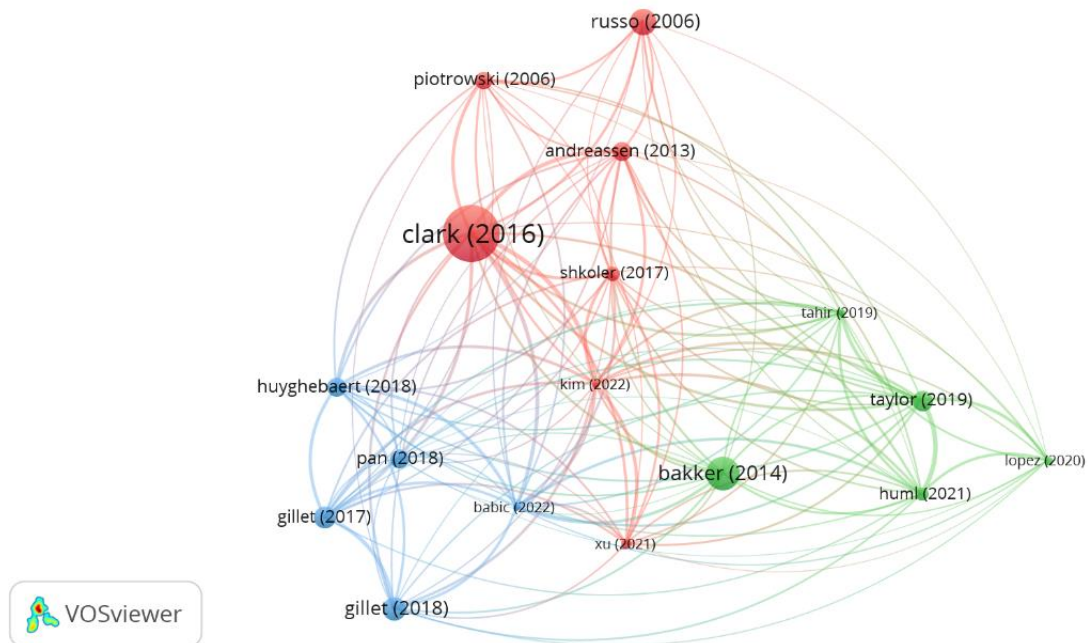 russo (2006)
piotrowski (2006)
andreassen (2013)
clark (2016)
shkoler (2017)
tahir (2019)
huyghebaert (2018)
kim (2022)
taylor (2019)
pan (2018)
bakker (2014)
lopez (2020)
huml (2021)
babic (2022)
gillet (2017)
xu (2021)
gillet (2018)
VOSviewer